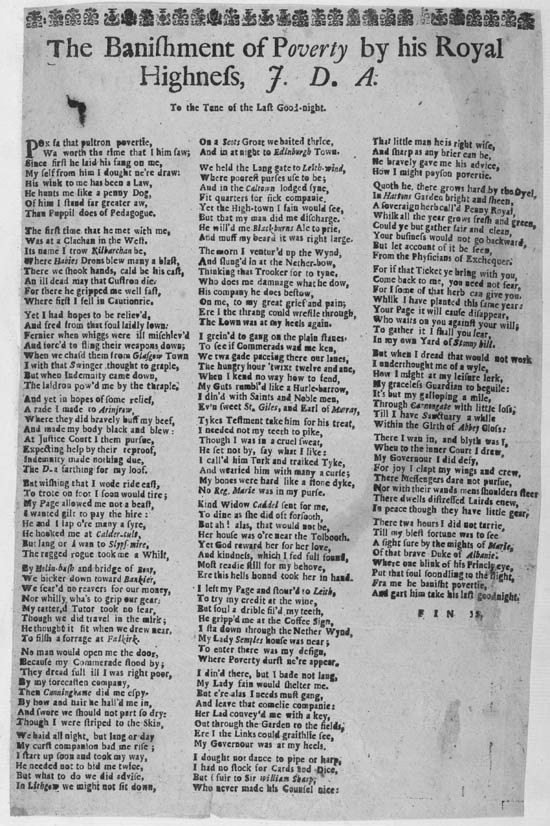 The Banishment of Poverty by his Royal
Highness, J. D. A.
To the Tune of the Last Good-night.
POx fa that pultron povertie,
Wa worth the time that I him saw;
Since first he laid his fang on me,
My self from him I dought ne're draw:
His wink to me has been a Law,
He hants me like a penny Dog,
Of him I stand far greater aw,
Than Puppil does of Pedagogue.
The first time that he met with me,
Was at a Clachan in the West.
Its name I trow Kilbarchan be,
Where Habbs Drons blew many a blast,
There we shook hands, cald be his cast,
An ill dead may that Custron die.
For there he gripped me well fast,
Where first I fell in Cautionrie.
Yet I had hopes to be reliev'd,
And fred from that foul laidly lown:
Fernier when whiggs were ill mischiev'd
And forc'd to fling their weapons down;
When we chasd them from Glasgow Town
I with that Swinger thought to graple,
But when Indemnity came down,
The laldron pow'd me by the thraple.
And yet in hopes of some relief,
A rade I made to Arinfrew,
Where they did bravely buff my beef,
And made my body black and blew:
At Justice Court I them pursue,
Expecting help by their reproof,
Indemnity made nothing due,
The D.. a farthing for my loof.
But wishing that I wode ride east,
To trote on foot I soon would tire;
My Page allowed me not a beast,
I wanted gilt to pay the hire:
He and I lap o're many a syre,
He hooked me at Calder-cult,
But lang or I wan to Slypf-mire,
The ragged rogue took me a Whilt,
By Holin-bush and bridge of Bony,
We bicker down toward Bankier,
We fear'd no reavers for our money,
Nor whilly, wha's to grip our gear:
My tatter'd Tutor took no fear,
Though we did travel in the mirk;
He thought it fit when we drew near,
To filsh a forrage at Falkirk.
No man would open me the door,
Because my Commerade stood by;
They dread full ill I was right poor,
By my forecasten company,
Then Cunninghame did me espy.
By how and nair he hall'd me in,
And swore we should not part so dry:
Though I were striped to the Skin,
We baid all night, but lang or day
My curst companion bad me rise;
I start up soon and took my way,
He needed not to bid me twice,
But what to do we did advise,
In Lithgow we might not sit down,
On a Scots Groat we baited thrice,
And in at night to Edinburgh Town.
We held the Lang gate to Leith-wind,
Where poorest purses use to be;
And in the Caltown lodged syne,
Fit quarters for sick companie.
Yet the High-town I fain would see,
But that my man did me discharge.
He will'd me Blackburns Ale to prie,
And muff my beard it was right large.
The morn I ventur'd up the Wynd,
And flung'd in at the Nether-bow,
Thinking that Trooker for to tyne,
Who does me damnage what he dow,
His company he does bestow,
On me, to my great grief and pain;
Ere I the thrang could wrestle through,
The Lown was at my heels again.
I grein'd to gang on the plain stanes
To see if Commerads wad me ken,
We twa gade paceing there our lanes,
The hungry hour 'twixt twelve and ane,
When I kend no way how to fend,
My Guts rumbl'd like a Hurle-barrow,
I din'd with Saints and Noble men,
Ev'n sweet St. Giles, and Earl of Murray,
Tykes Testment take him for his treat,
I needed not my teeth to pike,
Though I was in a cruel swear,
He set not by, say what I like:
I call'd him Turk and traiked Tyke,
And wearied him with many a curse;
My bones were hard like a stone dyke,
No Reg. Marie was in my purse.
Kind Widow Caddel sent for me,
To dine as she did oft forsooth,
But ah! alas, that would not be,
Her house was o're near the Tolbooth.
Yet God reward her for her love,
And kindness, which I fed full found,
Most readie still for my behove,
Ere this hells hound took her in hand.
I left my Page and stour'd to Leith,
To try my credit at the wine,
But foul a drible fil'd my teeth,
He gripp'd me at the Coffee Sign,
I sta down through the Nether Wynd,
My Lady Semples house was near;
To enter there was my design,
Where Poverty durst ne're appear.
I din'd there, but I bade not lang,
My Lady fain would shelter me.
But e're-alas I needs must gang,
And leave that comelie companie:
Her Lad convey'd me with a key,
Out through the Garden to the fields,
Ere I the Links could graithlie see,
My Governour was at my heels.
I dought not dance to pipe or harp,
I had no stock for Cards and Dice,
But I fuir to Sir William Sharp,
Who never made his Counsel nice:
That little man he is right wise,
And sharp as any brier can be,
He bravely gave me his advice,
How I might payson povertie.
Quoth he, there grows hard by the Dyel,
In Hattons Garden bright and sheen,
A soveraign herb call'd Penny Royal,
Whilk all the year grows fresh and green,
Could ye but gather fair and clean,
Your business would not go backward,
But let account of it be seen,
From the Physicians of Exchequer.
For if that Ticket ye bring with you,
Come back to me, you need not fear,
For I some of that herb can give you.
Whilk I have planted this same year:
Your Page it will cause disappear,
Who waits on you against your will;
To gather it I shall you fear,
In my own Yard of Stonny bill.
But when I dread that would not work
I underthought me of a wyle,
How I might at my leisure lerk,
My graceless Guardian to beguile:
It's but my galloping a mile,
Through Cannongate with little loss,
Till I have Sanctuary a while
Within the Girth of Abbey Gloss:
There I wan in, and blyth was I,
When to the inner Court I drew,
My Governour I did defy,
For joy I clapt my wings and crew,
There Messengers dare not pursue,
Nor with their wands mens shoulders steer
There dwells distressed Lairds enew,
In peace though they have little gear,
There twa hours I did not tarrie,
Till my blest fortune was to see
A sight sure by the mights of Marie,
Of that brave Duke of Albanie:
Where one blink of his Princly eye,
Put that foul foondling to the flight,
Fra me he banisht povertie,
And gart him take his last goodnight.
F I N I S.